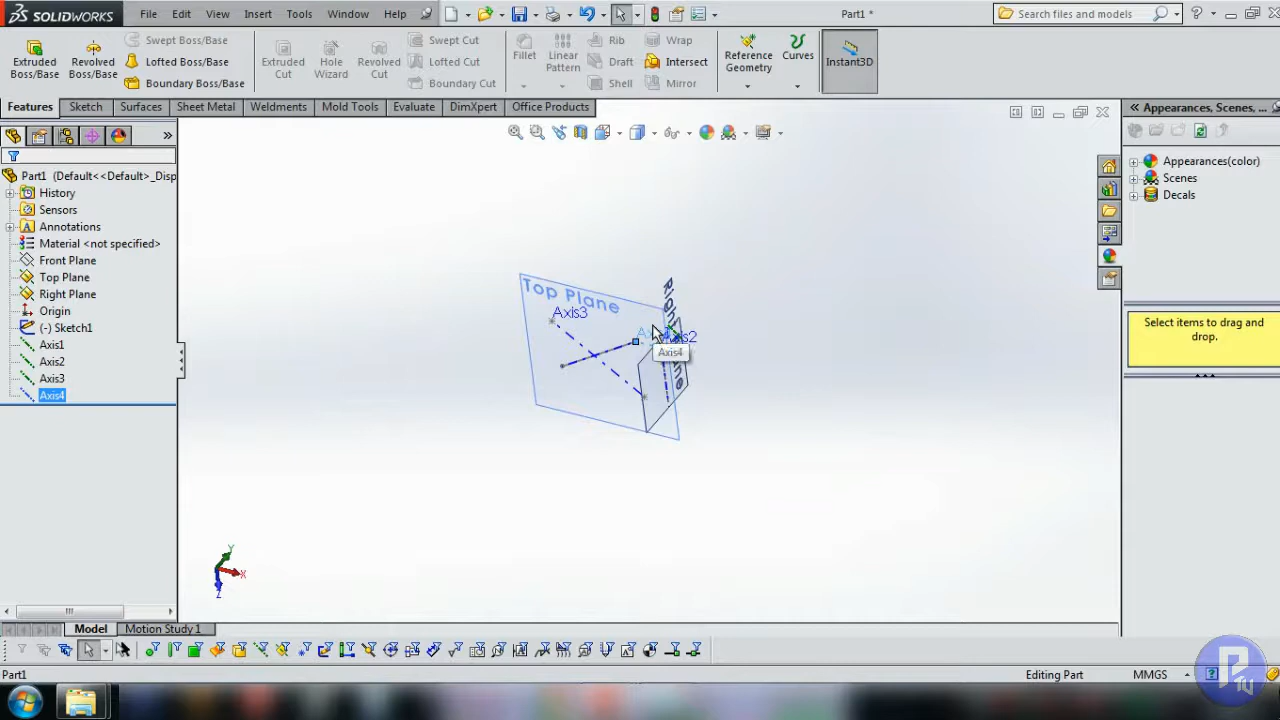 SOLIDWORKS File Edit View Insert Tools Window Help Part1 * Search files and models
Extruded Boss/Base Revolved Boss/Base Swept Boss/Base Lofted Boss/Base Boundary Boss/Base Extruded Cut Hole Wizard Revolved Cut Swept Cut Lofted Cut Boundary Cut Fillet Linear Pattern Rib Draft Shell Wrap Intersect Mirror Reference Geometry Curves Instant3D
Features Sketch Surfaces Sheet Metal Weldments Mold Tools Evaluate DimXpert Office Products
Appearances, Scenes, ...
Part1 (Default<<Default>_Disp
History
Sensors
Annotations
Material <not specified>
Front Plane
Top Plane
Right Plane
Origin
(-) Sketch1
Axis1
Axis2
Axis3
Axis4
Top Plane
Axis3
Right Plane
Axis4
Y
X
Z
Appearances(color)
Scenes
Decals
Select items to drag and drop.
Model Motion Study 1
Part1 Editing Part MMGS